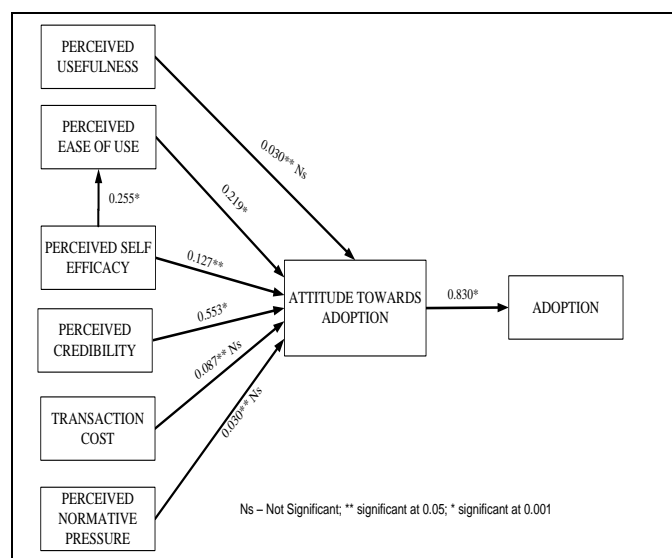 PERCEIVED
USEFULNESS
0.030** Ns
PERCEIVED
EASE OF USE
0.219*
0.255*
PERCEIVED SELF
EFFICACY
0.127**
ATTITUDE TOWARDS
ADOPTION
0.830*
ADOPTION
PERCEIVED
CREDIBILITY
0.553*
0.087** Ns
TRANSACTION
COST
0.030** Ns
PERCEIVED
NORMATIVE
PRESSURE
Ns – Not Significant; ** significant at 0.05; * significant at 0.001